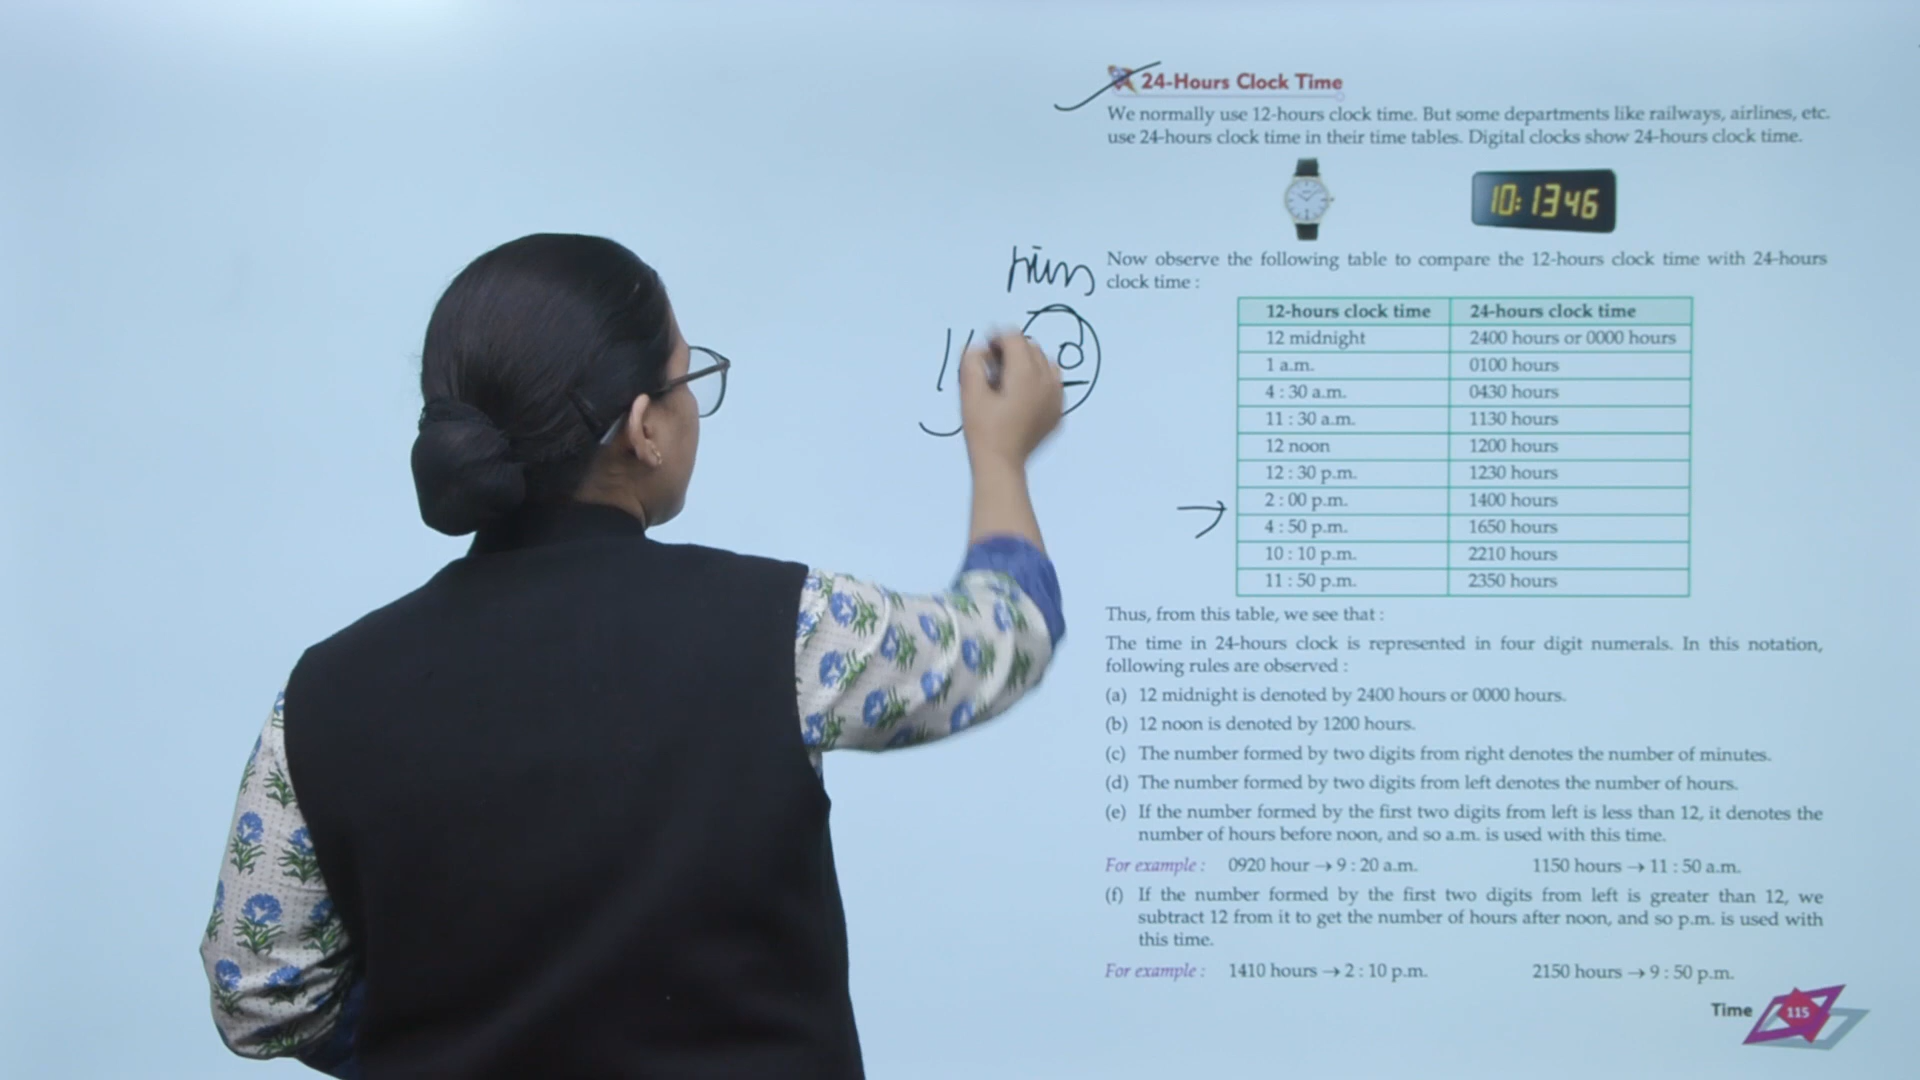 24-Hours Clock Time
We normally use 12-hours clock time. But some departments like railways, airlines, etc.
use 24-hours clock time in their time tables. Digital clocks show 24-hours clock time.
10:1346
Now observe the following table to compare the 12-hours clock time with 24-hours
clock time :
12-hours clock time 24-hours clock time
12 midnight 2400 hours or 0000 hours
1 a.m. 0100 hours
4 : 30 a.m. 0430 hours
11 : 30 a.m. 1130 hours
12 noon 1200 hours
12 : 30 p.m. 1230 hours
2 : 00 p.m. 1400 hours
4 : 50 p.m. 1650 hours
10 : 10 p.m. 2210 hours
11 : 50 p.m. 2350 hours
Thus, from this table, we see that :
The time in 24-hours clock is represented in four digit numerals. In this notation,
following rules are observed :
(a) 12 midnight is denoted by 2400 hours or 0000 hours.
(b) 12 noon is denoted by 1200 hours.
(c) The number formed by two digits from right denotes the number of minutes.
(d) The number formed by two digits from left denotes the number of hours.
(e) If the number formed by the first two digits from left is less than 12, it denotes the
number of hours before noon, and so a.m. is used with this time.
For example : 0920 hour → 9 : 20 a.m. 1150 hours → 11 : 50 a.m.
(f) If the number formed by the first two digits from left is greater than 12, we
subtract 12 from it to get the number of hours after noon, and so p.m. is used with
this time.
For example : 1410 hours → 2 : 10 p.m. 2150 hours → 9 : 50 p.m.
Time 115